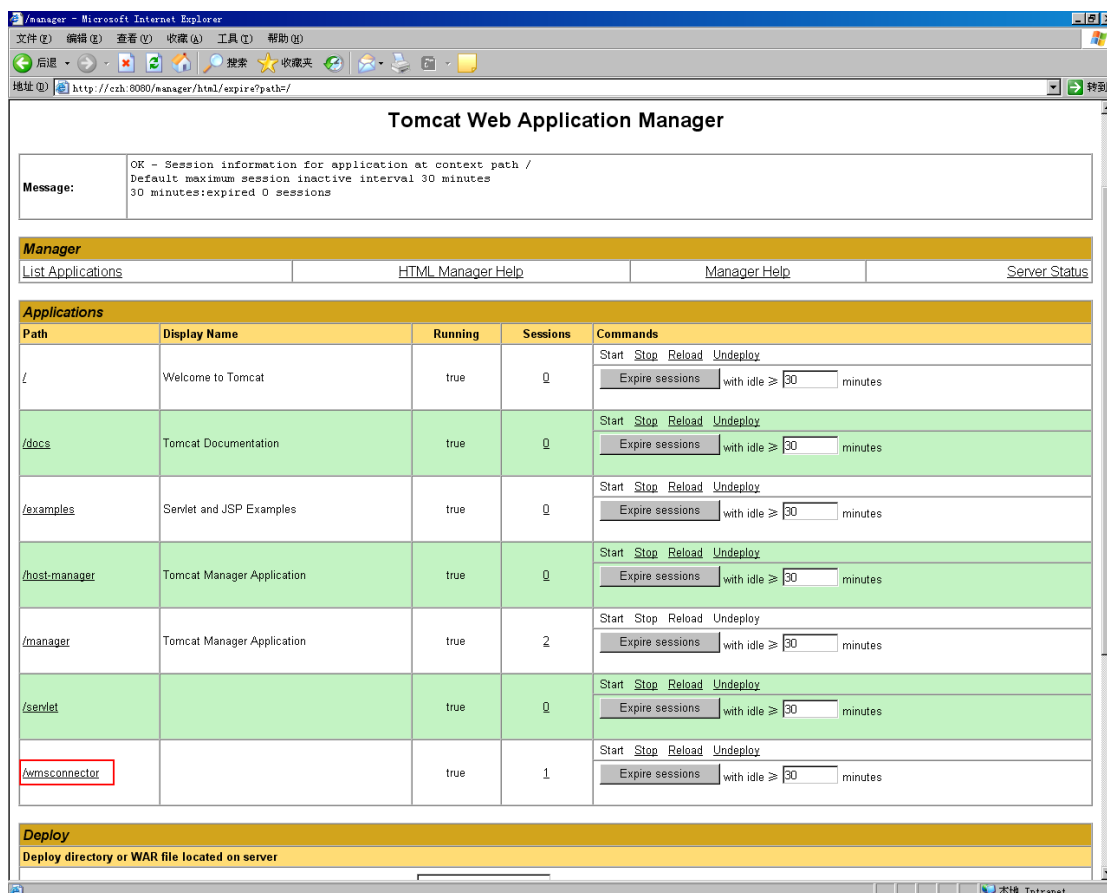 /manager - Microsoft Internet Explorer
文件(F) 编辑(E) 查看(V) 收藏(A) 工具(T) 帮助(H)
后退 搜索 收藏夹
地址(D) http://czh:8080/manager/html/expire?path=/ 转到
Tomcat Web Application Manager
Message:
OK - Session information for application at context path /
Default maximum session inactive interval 30 minutes
30 minutes:expired 0 sessions
Manager
List Applications HTML Manager Help Manager Help Server Status
Applications
Path Display Name Running Sessions Commands
Start Stop Reload Undeploy
/ Welcome to Tomcat true 0
Expire sessions with idle ≥ 30 minutes
Start Stop Reload Undeploy
/docs Tomcat Documentation true 0
Expire sessions with idle ≥ 30 minutes
Start Stop Reload Undeploy
/examples Servlet and JSP Examples true 0
Expire sessions with idle ≥ 30 minutes
Start Stop Reload Undeploy
/host-manager Tomcat Manager Application true 0
Expire sessions with idle ≥ 30 minutes
Start Stop Reload Undeploy
/manager Tomcat Manager Application true 2
Expire sessions with idle ≥ 30 minutes
Start Stop Reload Undeploy
/servlet true 0
Expire sessions with idle ≥ 30 minutes
Start Stop Reload Undeploy
/wmsconnector true 1
Expire sessions with idle ≥ 30 minutes
Deploy
Deploy directory or WAR file located on server
本地 Intranet